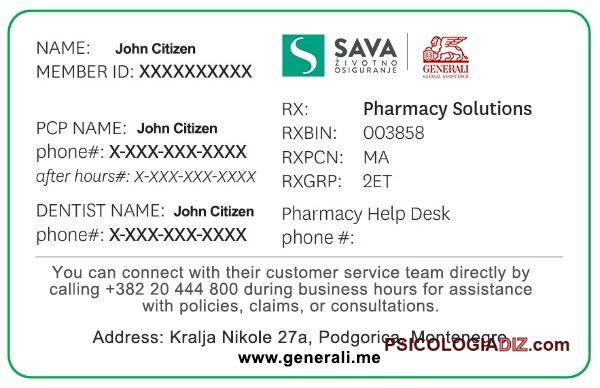 NAME: John Citizen
MEMBER ID: XXXXXXXXXX
SAVA
ŽIVOTNO
OSIGURANJE
GENERALI
GLOBAL ASSISTANCE
PCP NAME: John Citizen
phone#: X-XXX-XXX-XXXX
after hours#: X-XXX-XXX-XXXX
DENTIST NAME: John Citizen
phone#: X-XXX-XXX-XXXX
RX: Pharmacy Solutions
RXBIN: 003858
RXPCN: MA
RXGRP: 2ET
Pharmacy Help Desk
phone #:
You can connect with their customer service team directly by
calling +382 20 444 800 during business hours for assistance
with policies, claims, or consultations.
Address: Kralja Nikole 27a, Podgorica, Montenegro
PSICOLOGIADIZ.com
www.generali.me